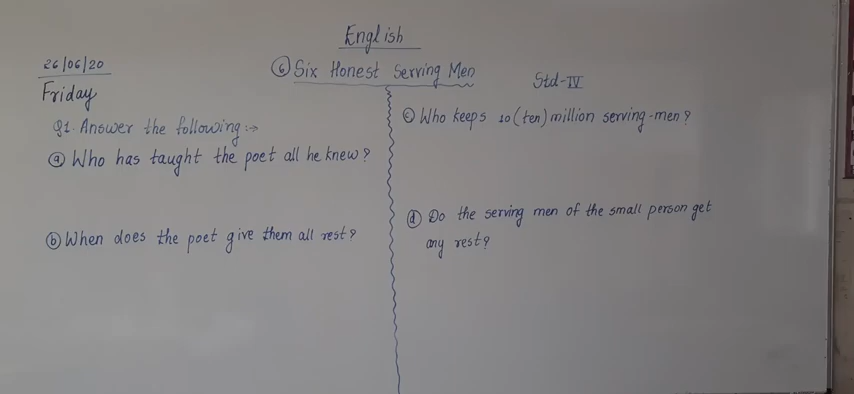 English
26/06/20
⑥ Six Honest Serving Men
Std-IV
Friday
Q1. Answer the following:→
ⓐ Who has taught the poet all he knew?
ⓑ When does the poet give them all rest?
ⓒ Who keeps 10 (ten) million serving-men?
ⓓ Do the serving men of the small person get
any rest?